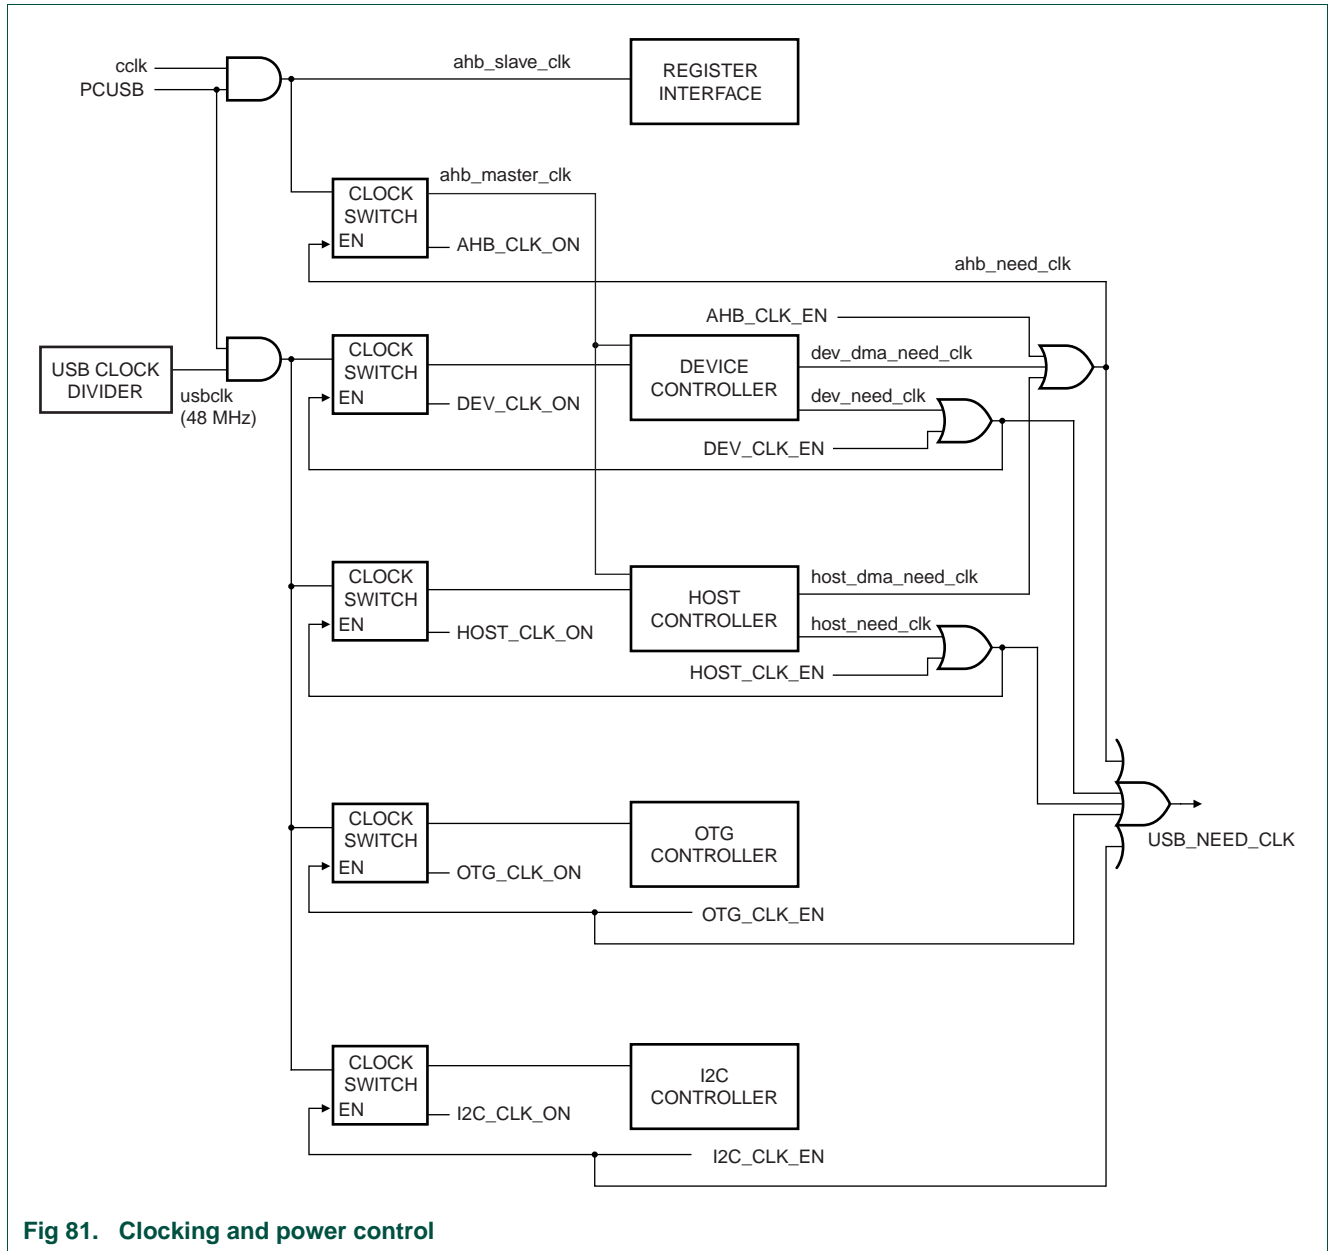 cclk
PCUSB
ahb_slave_clk
REGISTER
INTERFACE
CLOCK
SWITCH
EN
ahb_master_clk
AHB_CLK_ON
ahb_need_clk
AHB_CLK_EN
USB CLOCK
DIVIDER
usbclk
(48 MHz)
CLOCK
SWITCH
EN
DEV_CLK_ON
DEVICE
CONTROLLER
dev_dma_need_clk
dev_need_clk
DEV_CLK_EN
CLOCK
SWITCH
EN
HOST_CLK_ON
HOST
CONTROLLER
host_dma_need_clk
host_need_clk
HOST_CLK_EN
CLOCK
SWITCH
EN
OTG_CLK_ON
OTG
CONTROLLER
USB_NEED_CLK
OTG_CLK_EN
CLOCK
SWITCH
EN
I2C_CLK_ON
I2C
CONTROLLER
I2C_CLK_EN
Fig 81. Clocking and power control